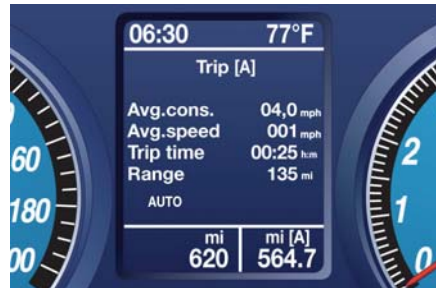 06:30 77°F
Trip [A]
Avg.cons. 04,0 mph
Avg.speed 001 mph
Trip time 00:25 h:m
Range 135 mi
AUTO
mi mi [A]
620 564.7
60
180
00
2
1
0